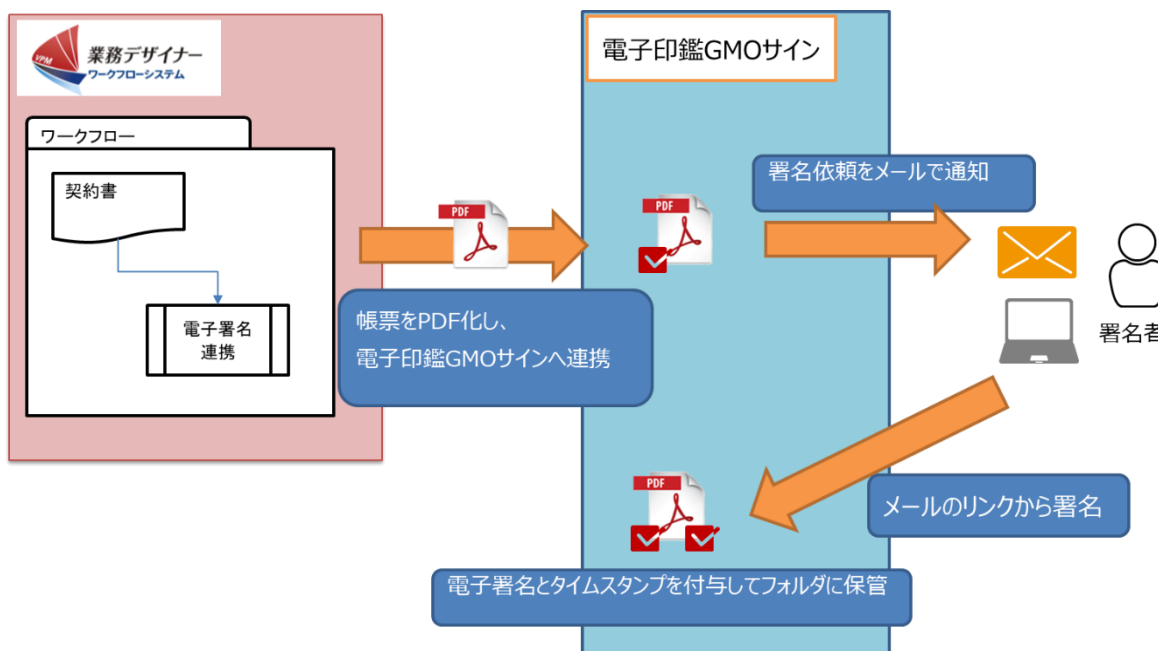 VPM
業務デザイナー
ワークフローシステム
電子印鑑GMOサイン
ワークフロー
契約書
電子署名
連携
PDF
帳票をPDF化し、
電子印鑑GMOサインへ連携
PDF
署名依頼をメールで通知
署名者
メールのリンクから署名
PDF
電子署名とタイムスタンプを付与してフォルダに保管